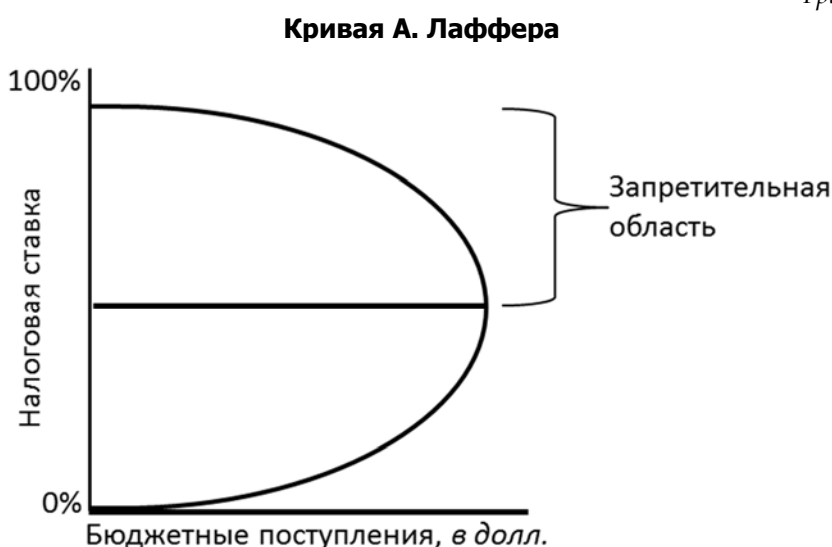 Кривая А. Лаффера
100%
Налоговая ставка
Запретительная
область
0%
Бюджетные поступления, в долл.